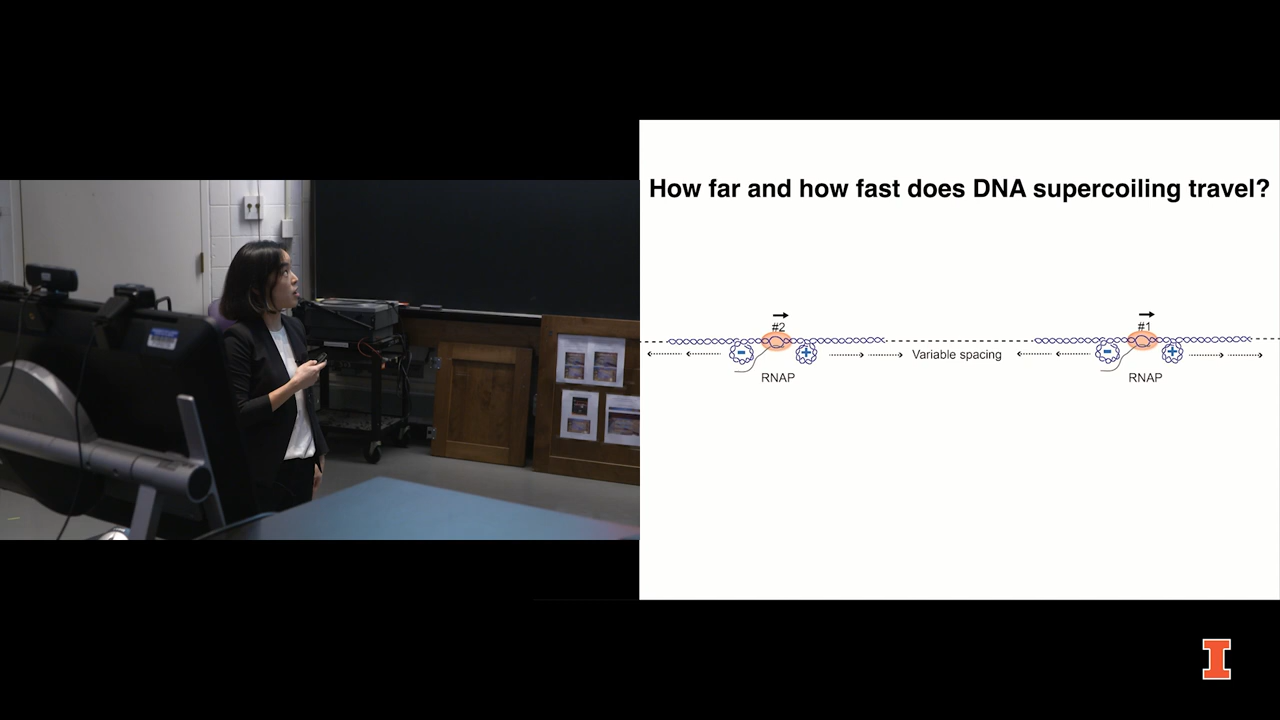 How far and how fast does DNA supercoiling travel?
#2
#1
-
+
-
+
Variable spacing
RNAP
RNAP
I